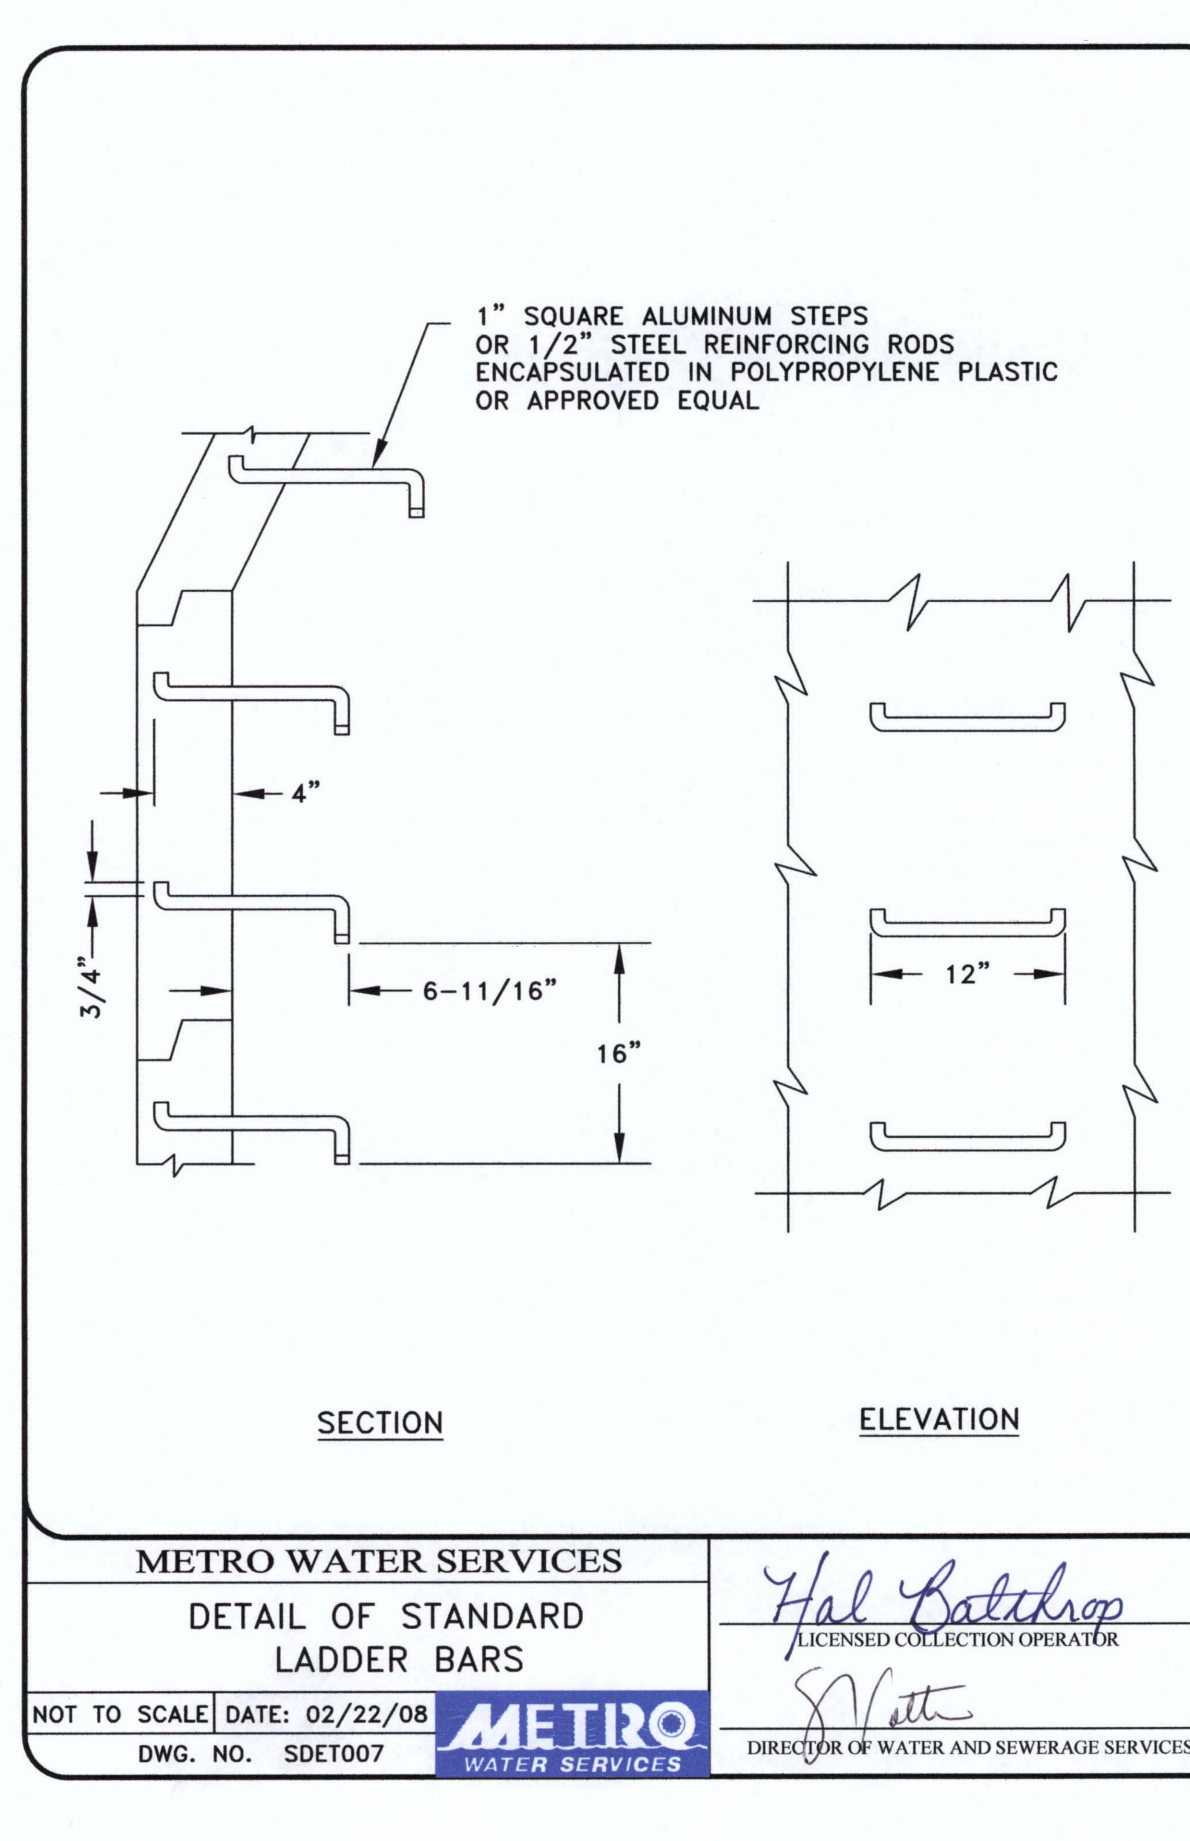 1” SQUARE ALUMINUM STEPS
OR 1/2” STEEL REINFORCING RODS
ENCAPSULATED IN POLYPROPYLENE PLASTIC
OR APPROVED EQUAL
4”
3/4”
6-11/16”
16”
12”
SECTION
ELEVATION
METRO WATER SERVICES
DETAIL OF STANDARD
LADDER BARS
NOT TO SCALE
DATE: 02/22/08
DWG. NO. SDET007
METRO
WATER SERVICES
Hal Balthrop
LICENSED COLLECTION OPERATOR
DIRECTOR OF WATER AND SEWERAGE SERVICES